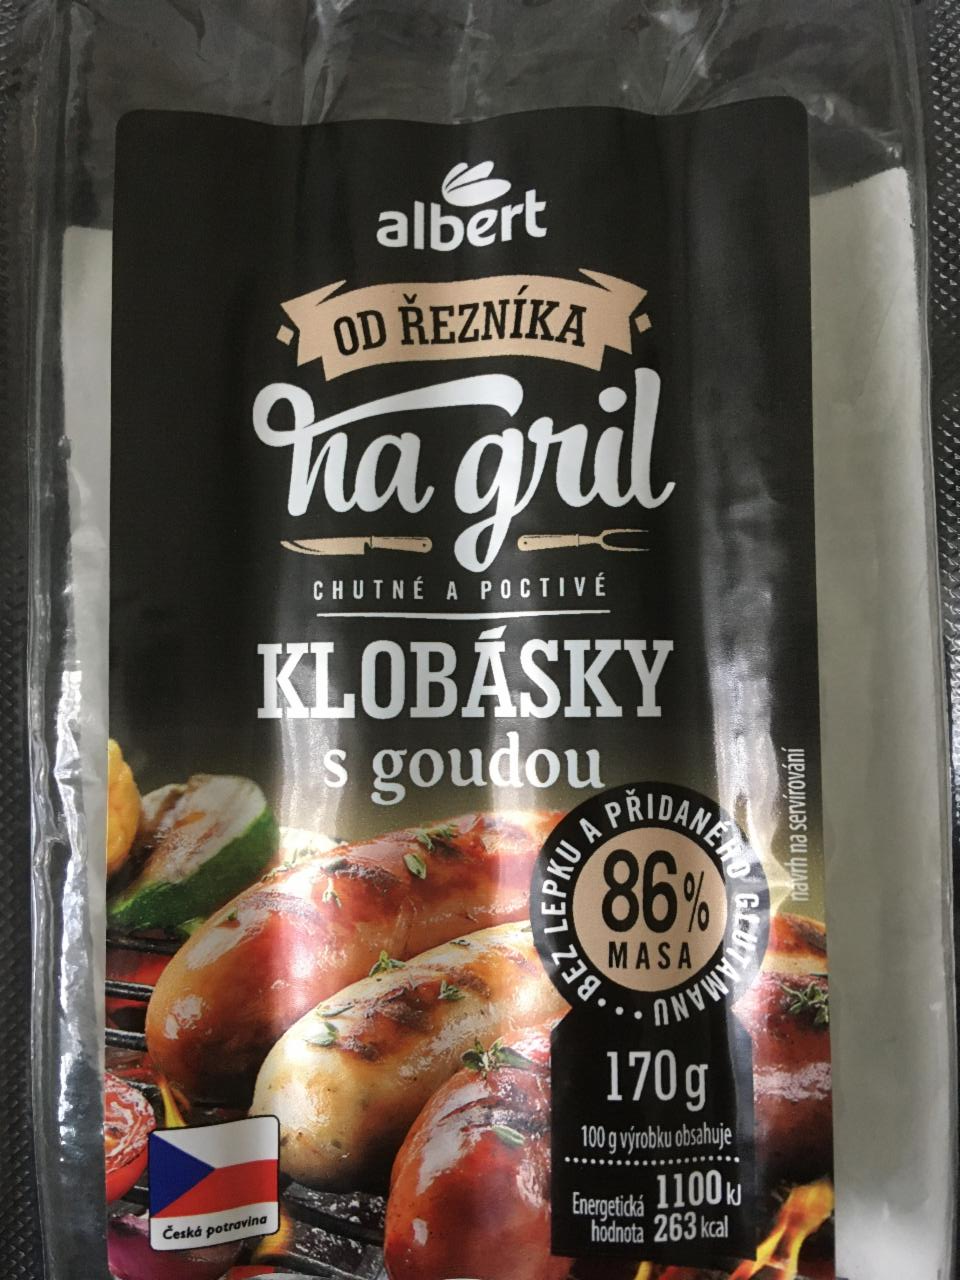 albert
OD ŘEZNÍKA
na gril
CHUTNÉ A POCTIVÉ
KLOBÁSKY
s goudou
návrh na servírování
BEZ LEPKU A PŘIDANÉHO GLUTAMANU
86%
MASA
170 g
100 g výrobku obsahuje
Energetická hodnota
1100 kJ
263 kcal
Česká potravina